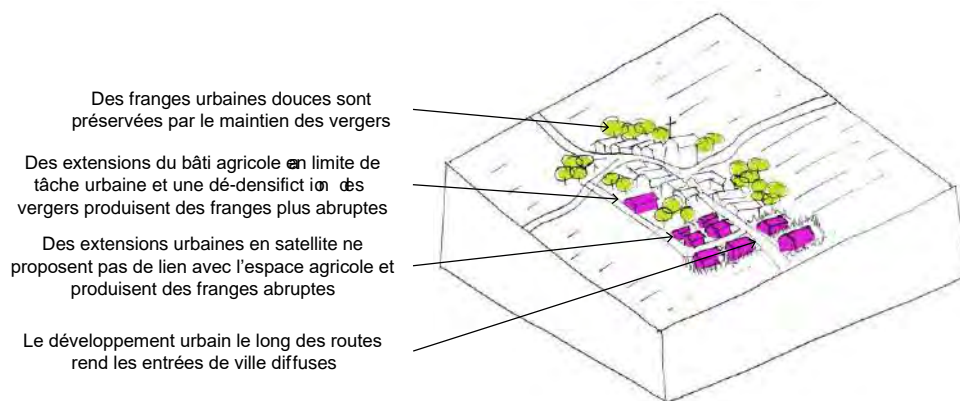 Des franges urbaines douces sont
préservées par le maintien des vergers
Des extensions du bâti agricole en limite de
tâche urbaine et une dé-densifict ion des
vergers produisent des franges plus abruptes
Des extensions urbaines en satellite ne
proposent pas de lien avec l'espace agricole et
produisent des franges abruptes
Le développement urbain le long des routes
rend les entrées de ville diffuses